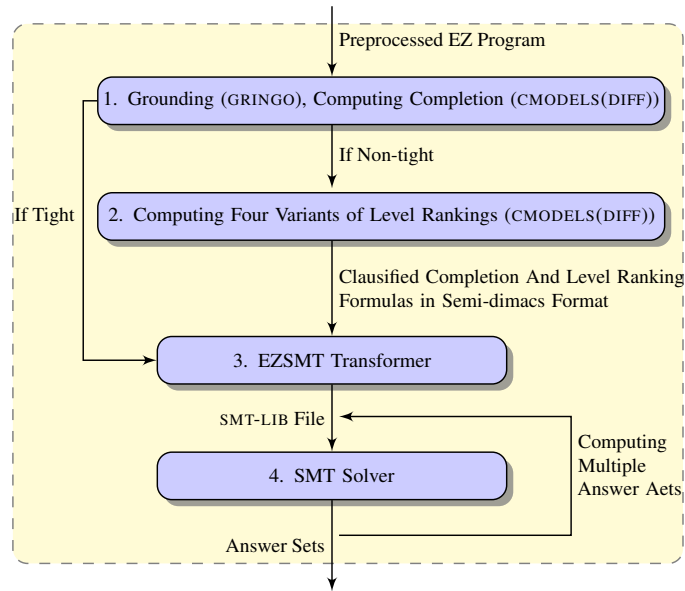 Preprocessed EZ Program
1. Grounding (GRINGO), Computing Completion (CMODELS(DIFF))
If Non-tight
If Tight
2. Computing Four Variants of Level Rankings (CMODELS(DIFF))
Clausified Completion And Level Ranking
Formulas in Semi-dimacs Format
3. EZSMT Transformer
SMT-LIB File
Computing
Multiple
Answer Aets
4. SMT Solver
Answer Sets